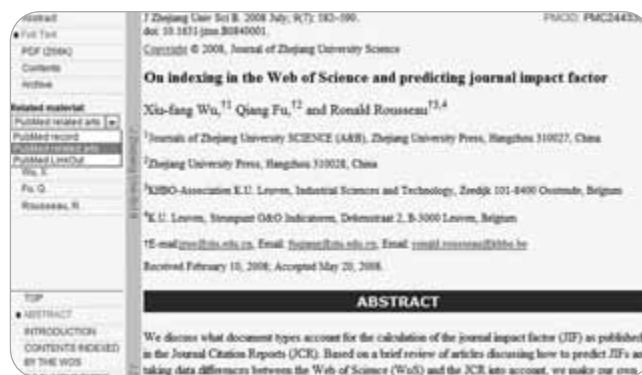 Abstract
Full Text
PDF (256K)
Contents
Archive
Related material:
PubMed related arts
PubMed record
PubMed related arts
PubMed LinkOut
Wu, X.
Fu, Q.
Rousseau, R.
TOP
ABSTRACT
INTRODUCTION
CONTENTS INDEXED
BY THE WOS
J Zhejiang Univ Sci B. 2008 July; 9(7): 582–590.
PMCID: PMC24435
doi: 10.1631/jzus.B0840001.
Copyright © 2008, Journal of Zhejiang University Science
On indexing in the Web of Science and predicting journal impact factor
Xiu-fang Wu,†1 Qiang Fu,†2 and Ronald Rousseau†3,4
1Journals of Zhejiang University SCIENCE (A&B), Zhejiang University Press, Hangzhou 310027, China
2Zhejiang University Press, Hangzhou 310028, China
3KHBO-Association K.U. Leuven, Industrial Sciences and Technology, Zeedijk 101-8400 Oostende, Belgium
4K.U. Leuven, Steunpunt O&O Indicatoren, Dekenstraat 2, B-3000 Leuven, Belgium
†E-mail: Email: Email: ronald.rousseau@khbo.be
Received February 10, 2008; Accepted May 20, 2008.
ABSTRACT
We discuss what document types account for the calculation of the journal impact factor (JIF) as published
in the Journal Citation Reports (JCR). Based on a brief review of articles discussing how to predict JIFs and
taking data differences between the Web of Science (WoS) and the JCR into account, we make our own